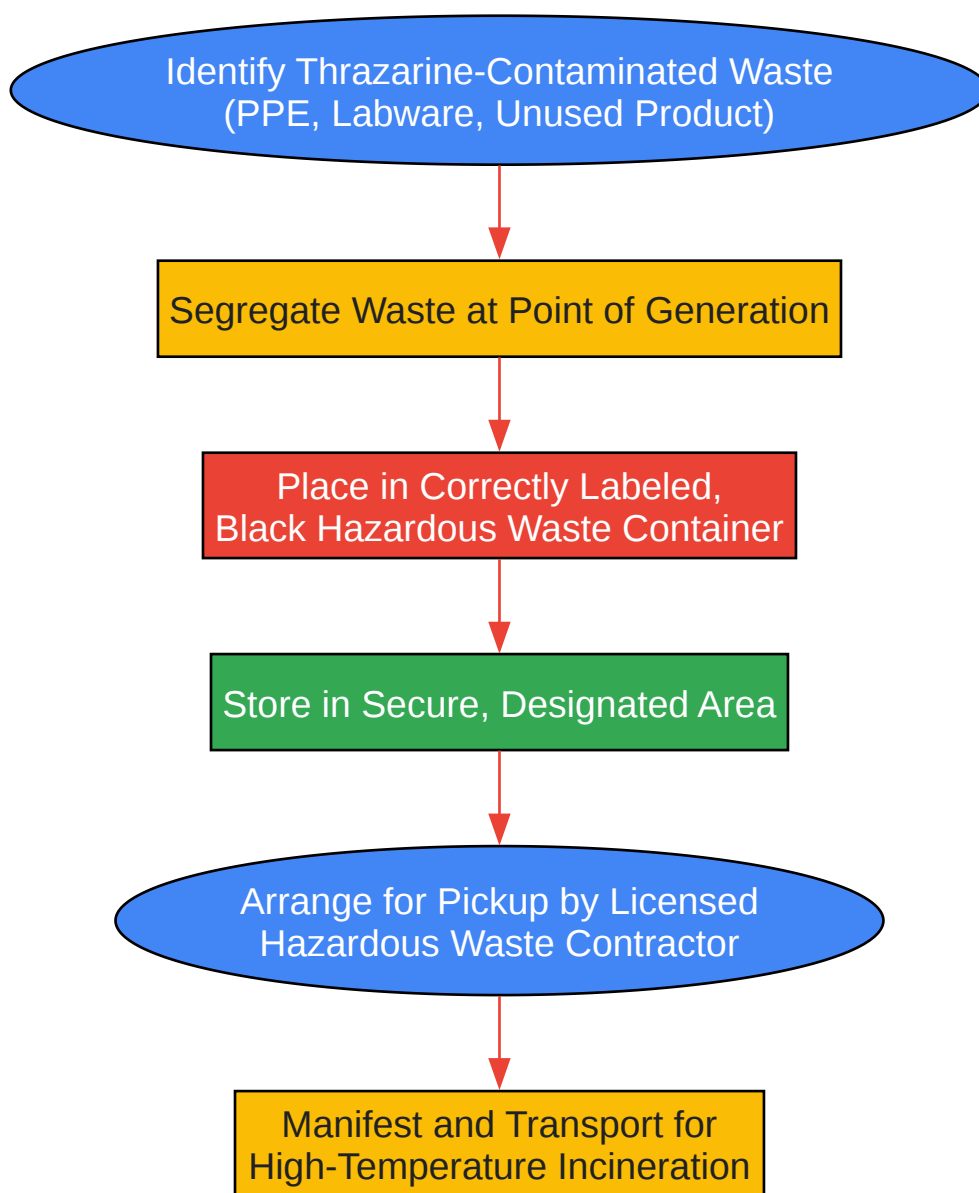 Identify Thrazarine-Contaminated Waste
(PPE, Labware, Unused Product)
Segregate Waste at Point of Generation
Place in Correctly Labeled,
Black Hazardous Waste Container
Store in Secure, Designated Area
Arrange for Pickup by Licensed
Hazardous Waste Contractor
Manifest and Transport for
High-Temperature Incineration